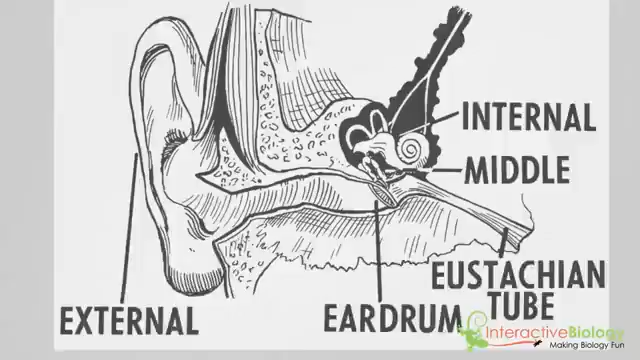 INTERNAL
MIDDLE
EUSTACHIAN
TUBE
EXTERNAL
EARDRUM
InteractiveBiology
Making Biology Fun